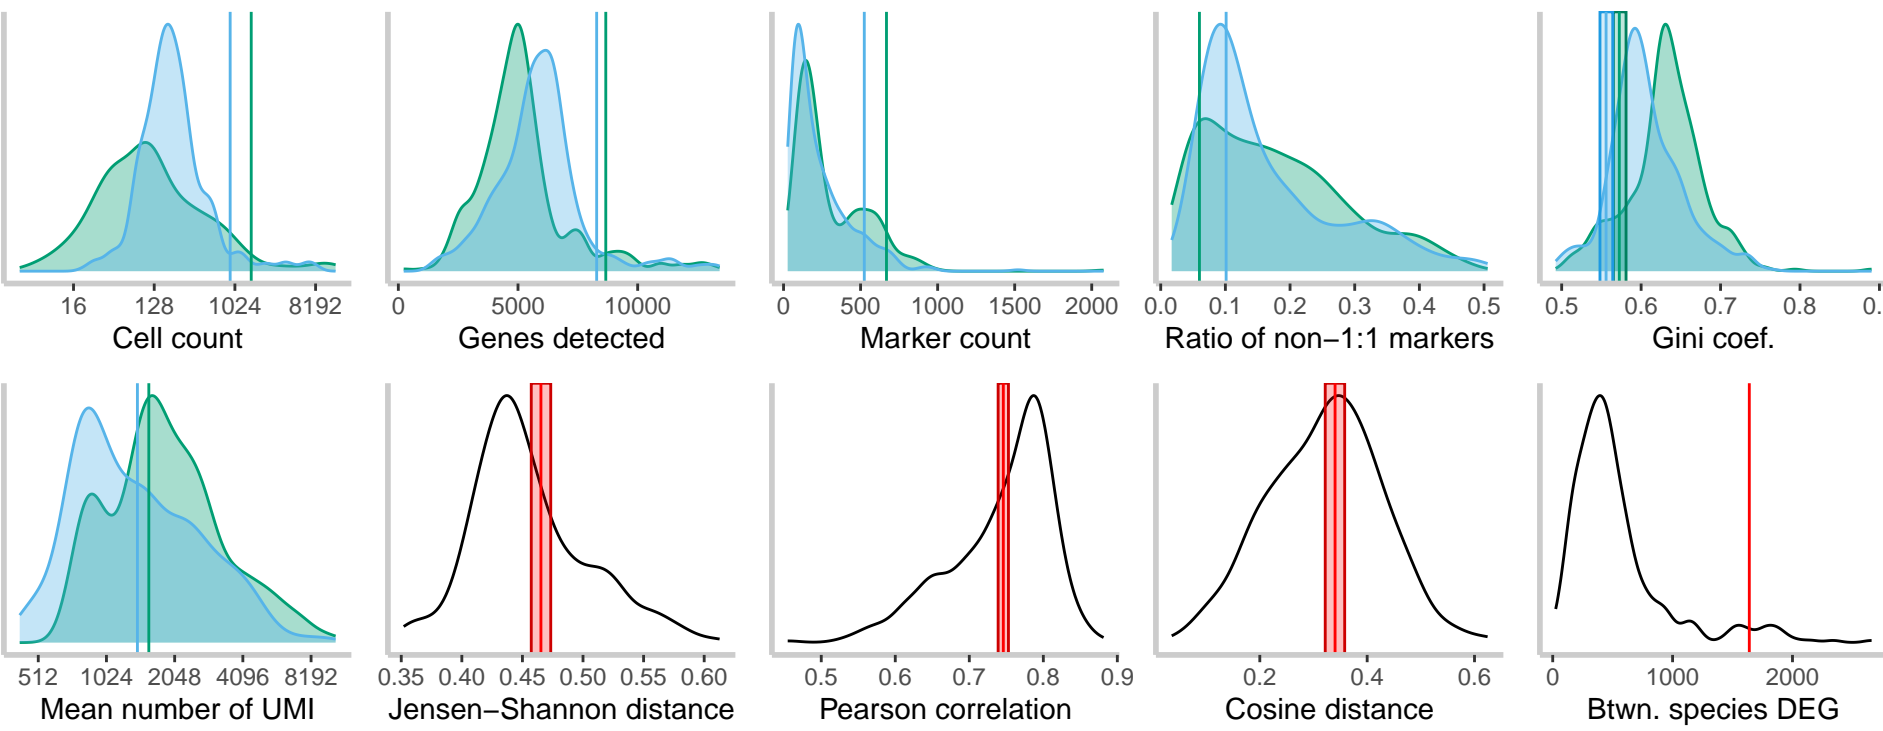 16 128 1024 8192
Cell count
0 5000 10000
Genes detected
0 500 1000 1500 2000
Marker count
0.0 0.1 0.2 0.3 0.4 0.5
Ratio of non−1:1 markers
0.5 0.6 0.7 0.8 0.
Gini coef.
512 1024 2048 4096 8192
Mean number of UMI
0.35 0.40 0.45 0.50 0.55 0.60
Jensen−Shannon distance
0.5 0.6 0.7 0.8 0.9
Pearson correlation
0.2 0.4 0.6
Cosine distance
0 1000 2000
Btwn. species DEG